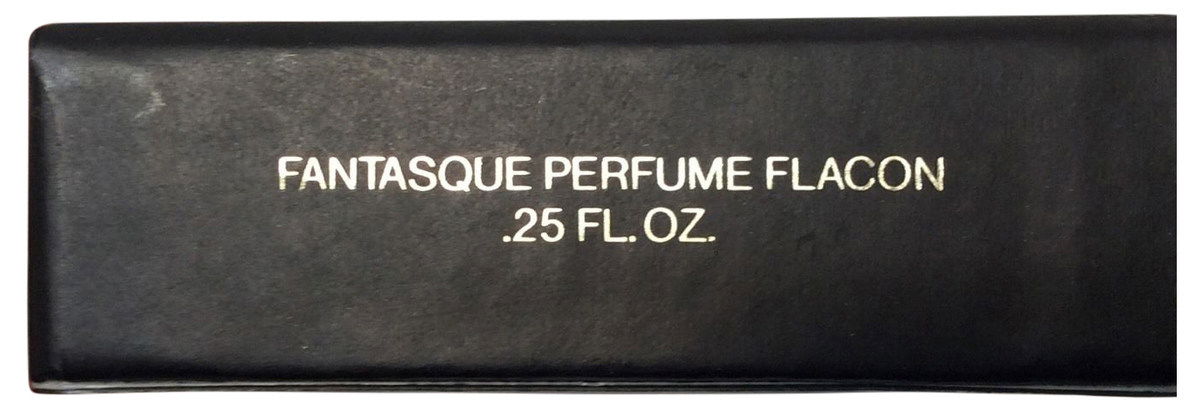 FANTASQUE PERFUME FLACON
.25 FL. OZ.